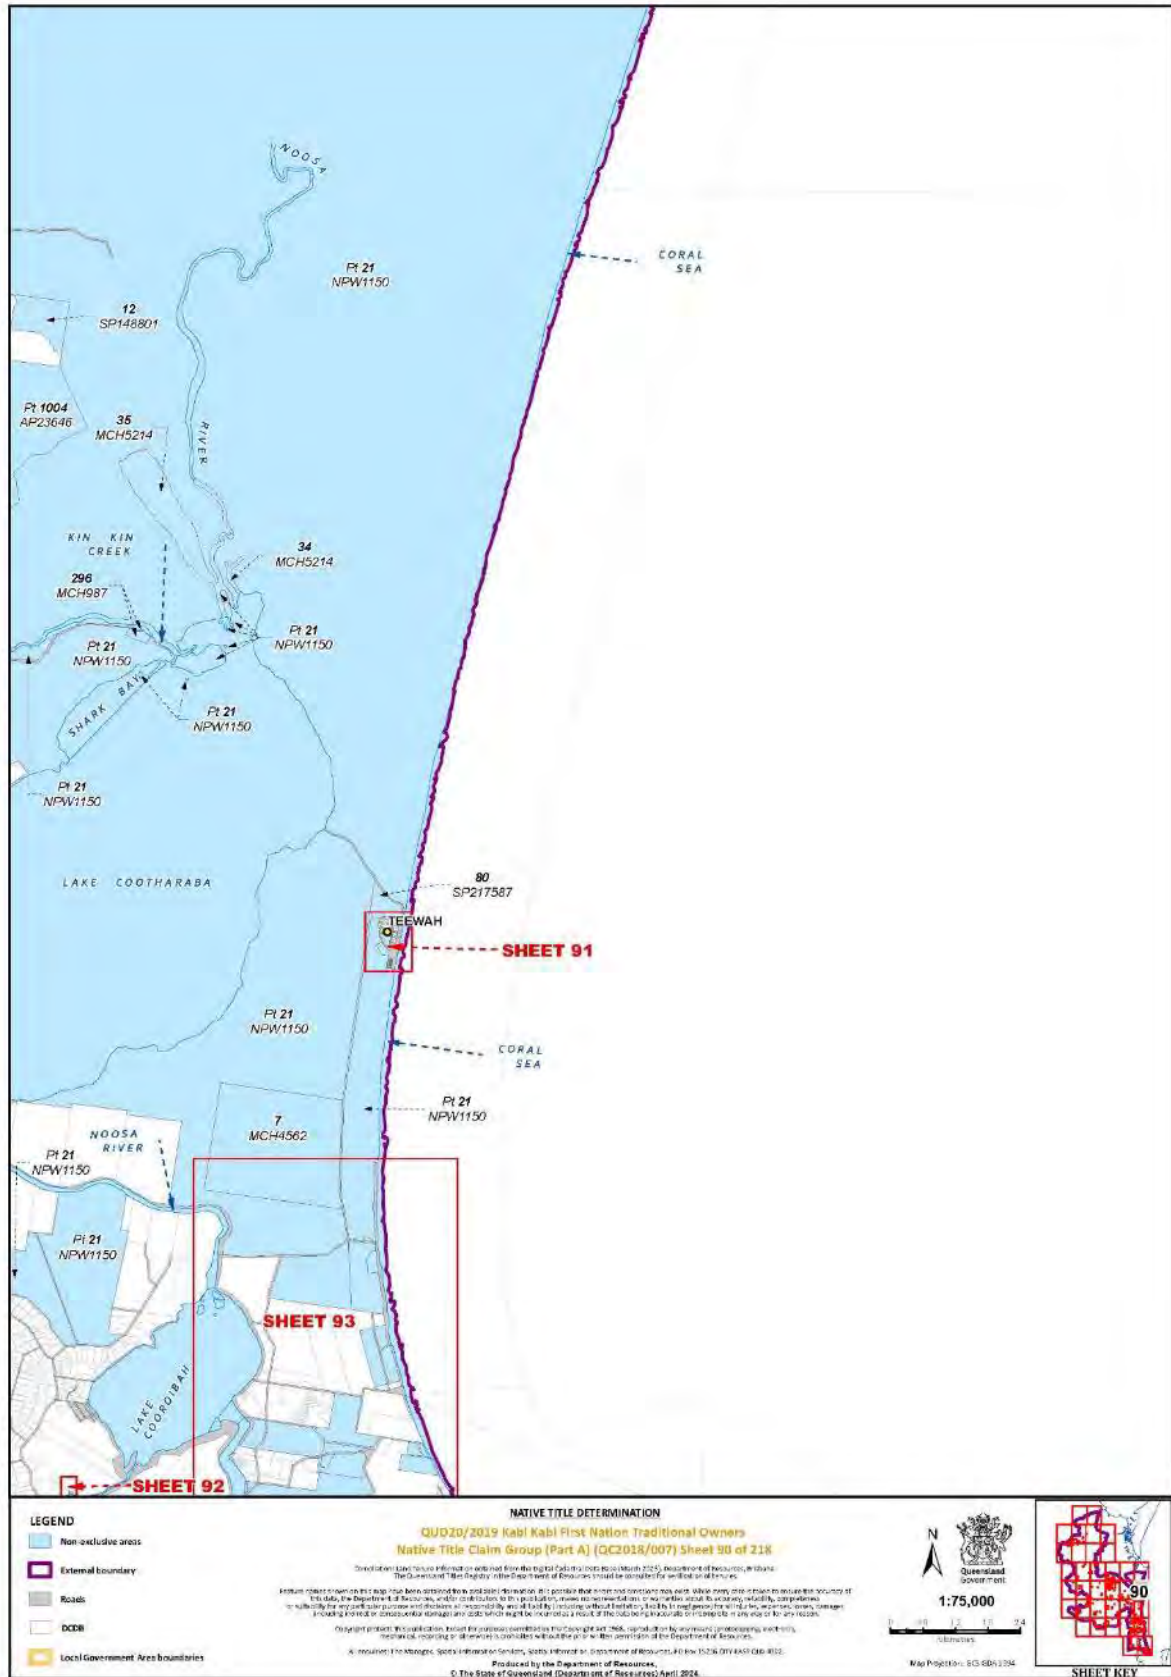 NOOSA
CORAL
SEA
Pt 21
NPW1150
12
SP148801
Pt 1004
AP23646
35
MCH5214
RIVER
KIN KIN
CREEK
34
MCH5214
296
MCH987
Pt 21
NPW1150
Pt 21
NPW1150
SHARK BAY
Pt 21
NPW1150
Pt 21
NPW1150
LAKE COOTHARABA
80
SP217587
TEEWAH
SHEET 91
Pt 21
NPW1150
CORAL
SEA
Pt 21
NPW1150
7
MCH4562
NOOSA
RIVER
Pt 21
NPW1150
Pt 21
NPW1150
SHEET 93
LAKE
COOROIBAH
SHEET 92
LEGEND
Non-exclusive areas
External boundary
Roads
DCDB
Local Government Area boundaries
NATIVE TITLE DETERMINATION
QUD20/2019 Kabi Kabi First Nation Traditional Owners
Native Title Claim Group (Part A) (QC2018/007) Sheet 90 of 218
Produced by the Department of Resources.
© The State of Queensland (Department of Resources) April 2024.
N
Queensland
Government
1:75,000
Kilometres
90
SHEET KEY